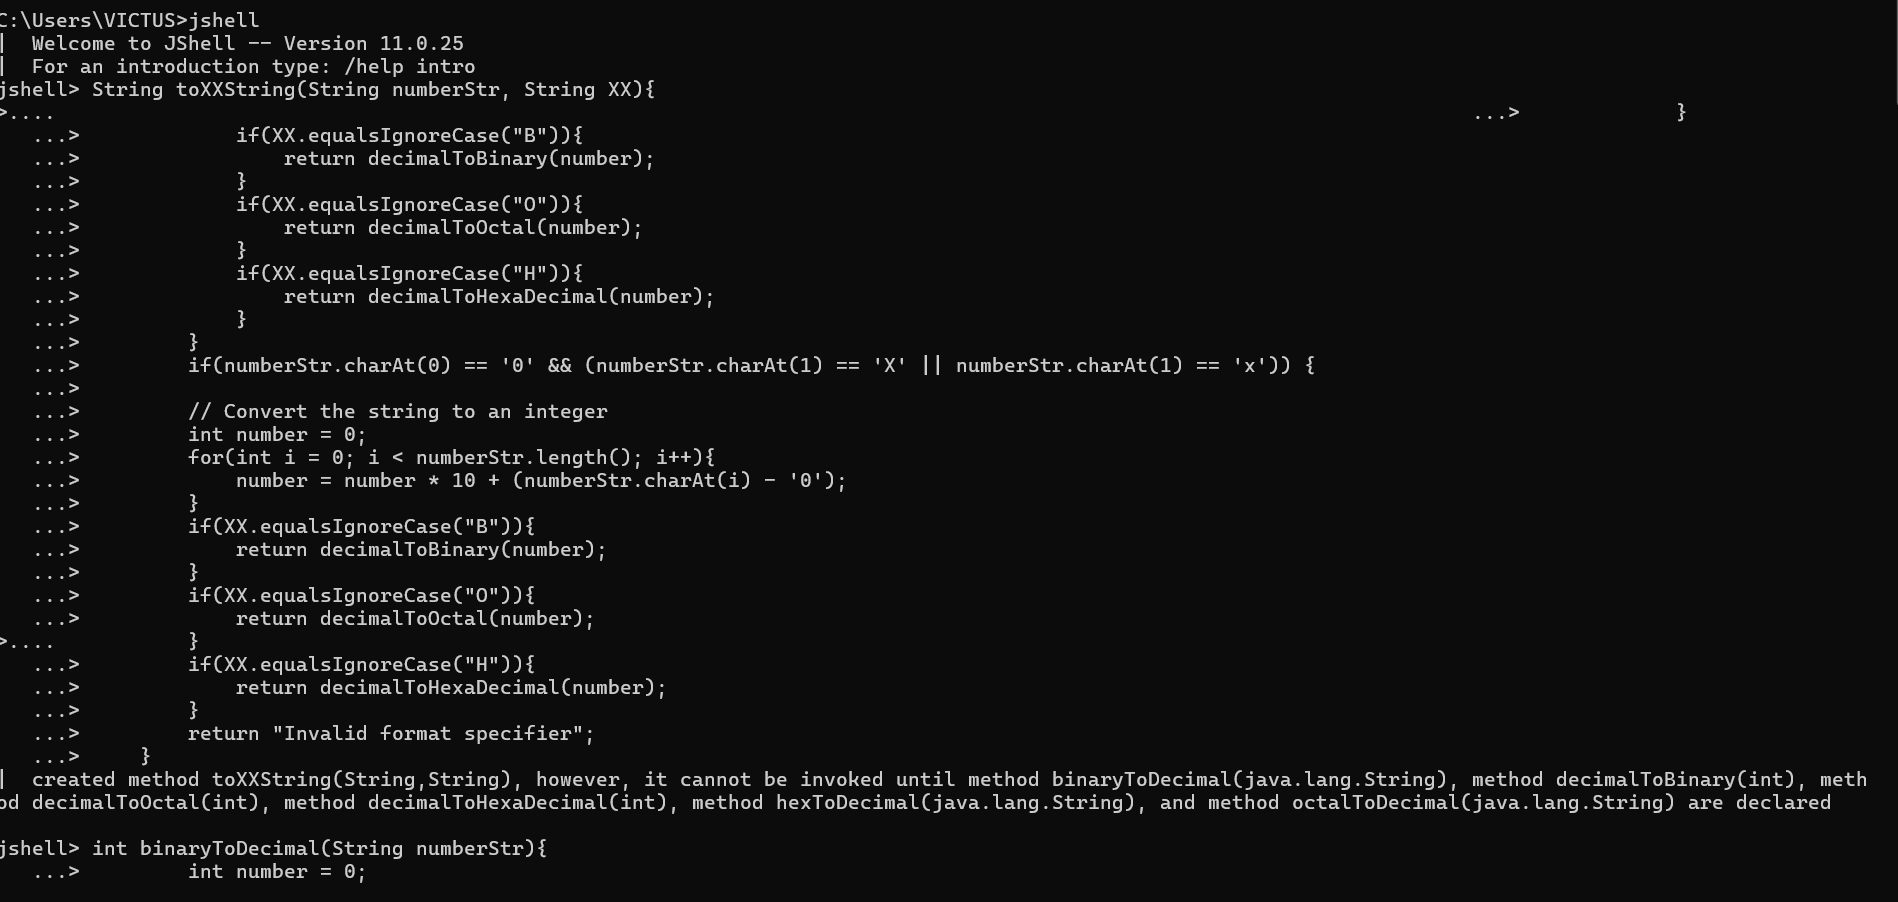 C:\Users\VICTUS>jshell
|  Welcome to JShell -- Version 11.0.25
|  For an introduction type: /help intro
jshell> String toXXString(String numberStr, String XX){
>....                                                                                                                      ...>             }
   ...>             if(XX.equalsIgnoreCase("B")){
   ...>                 return decimalToBinary(number);
   ...>             }
   ...>             if(XX.equalsIgnoreCase("O")){
   ...>                 return decimalToOctal(number);
   ...>             }
   ...>             if(XX.equalsIgnoreCase("H")){
   ...>                 return decimalToHexaDecimal(number);
   ...>             }
   ...>         }
   ...>         if(numberStr.charAt(0) == '0' && (numberStr.charAt(1) == 'X' || numberStr.charAt(1) == 'x')) {
   ...>
   ...>         // Convert the string to an integer
   ...>         int number = 0;
   ...>         for(int i = 0; i < numberStr.length(); i++){
   ...>             number = number * 10 + (numberStr.charAt(i) - '0');
   ...>         }
   ...>         if(XX.equalsIgnoreCase("B")){
   ...>             return decimalToBinary(number);
   ...>         }
   ...>         if(XX.equalsIgnoreCase("O")){
   ...>             return decimalToOctal(number);
>....           }
   ...>         if(XX.equalsIgnoreCase("H")){
   ...>             return decimalToHexaDecimal(number);
   ...>         }
   ...>         return "Invalid format specifier";
   ...>     }
|  created method toXXString(String,String), however, it cannot be invoked until method binaryToDecimal(java.lang.String), method decimalToBinary(int), meth
od decimalToOctal(int), method decimalToHexaDecimal(int), method hexToDecimal(java.lang.String), and method octalToDecimal(java.lang.String) are declared
jshell> int binaryToDecimal(String numberStr){
   ...>         int number = 0;